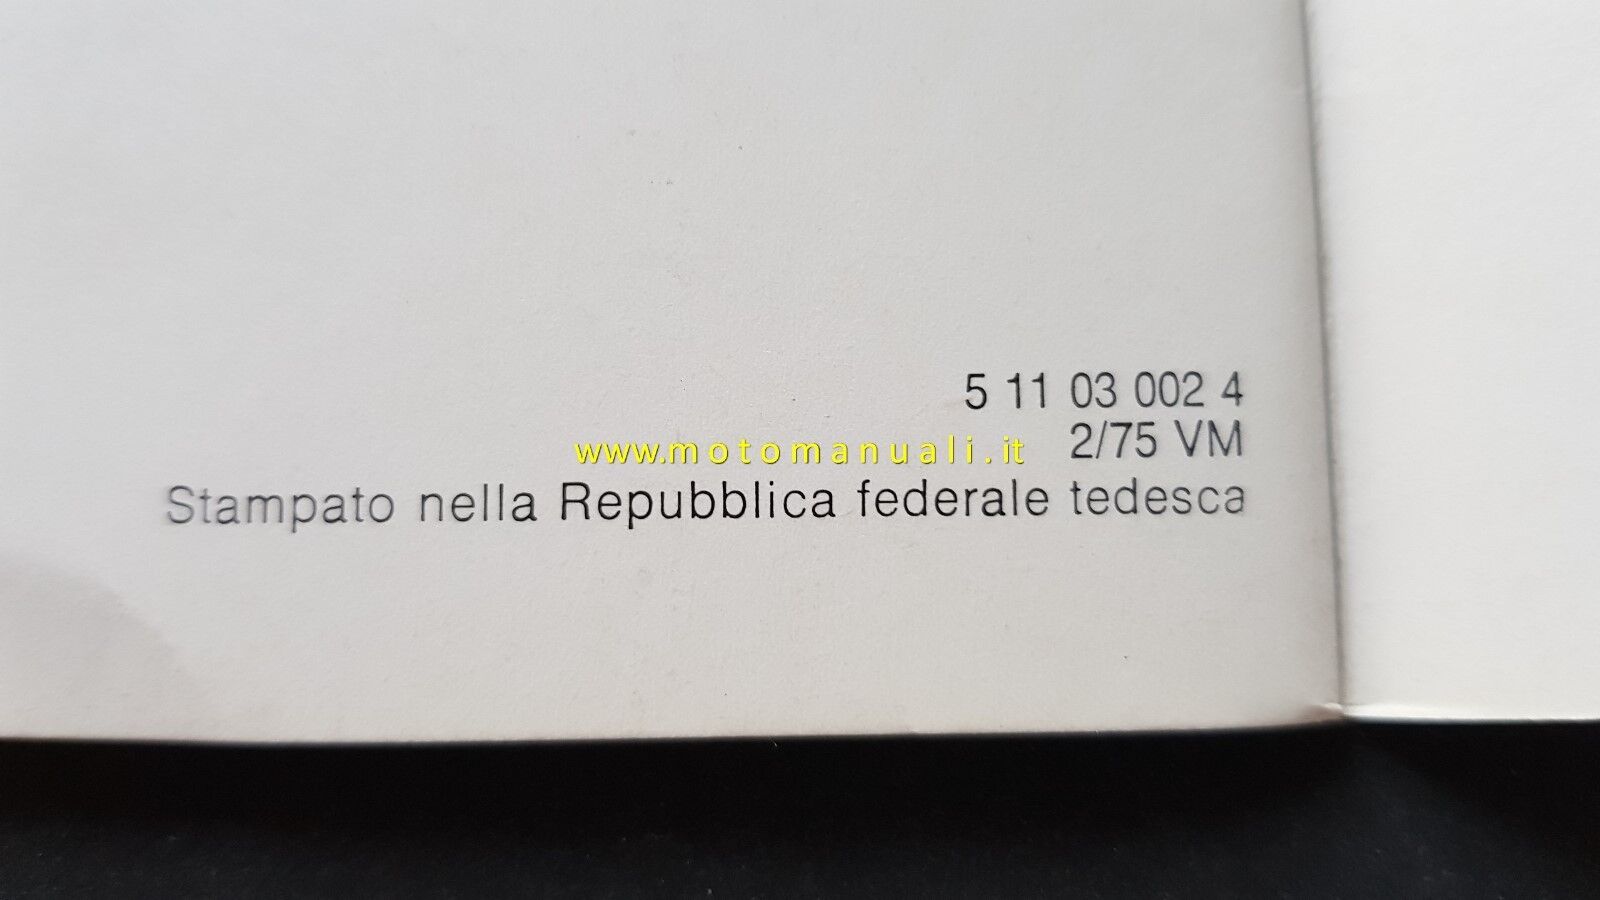 5 11 03 002 4
2/75 VM
www.motomanuali.it
Stampato nella Repubblica federale tedesca